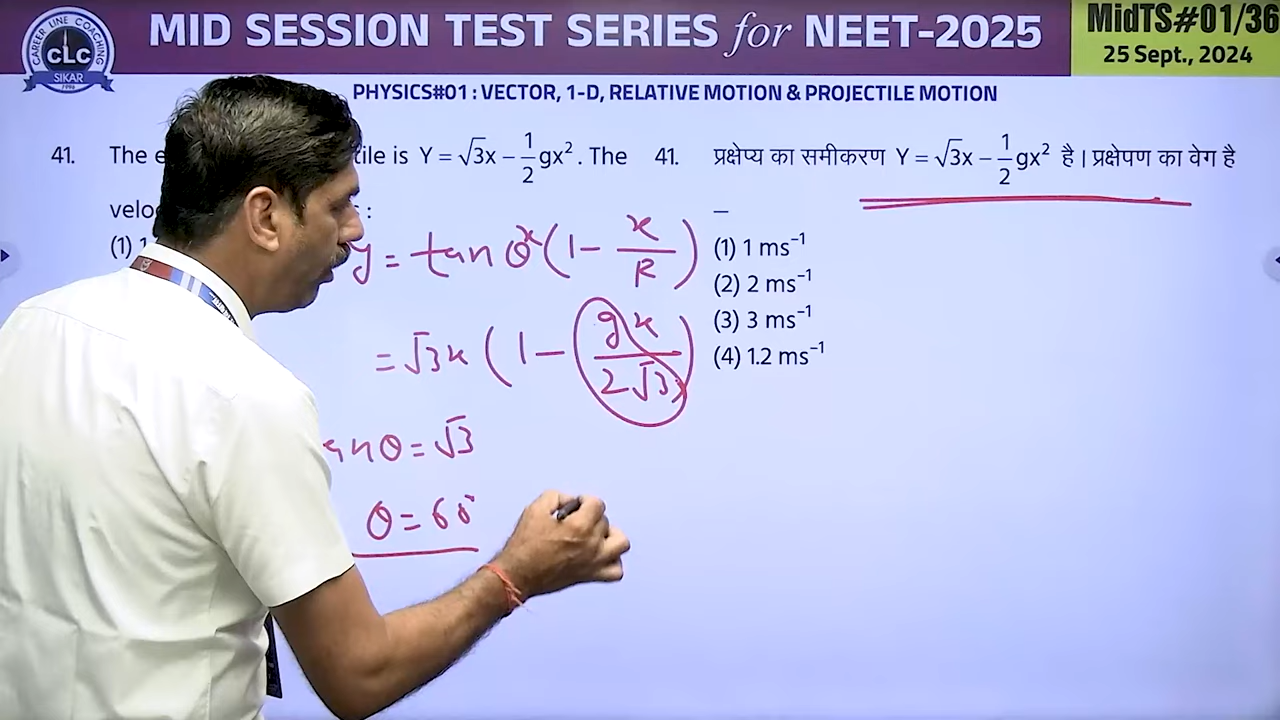 CAREER LINE COACHING
CLC
SIKAR
1996
MID SESSION TEST SERIES for NEET-2025
MidTS#01/36
25 Sept., 2024
PHYSICS#01 : VECTOR, 1-D, RELATIVE MOTION & PROJECTILE MOTION
41. The tile is Y = √3x − 1/2 gx². The
:
(1) 1
41. प्रक्षेप्य का समीकरण Y = √3x − 1/2 gx² है। प्रक्षेपण का वेग है
–
(1) 1 ms⁻¹
(2) 2 ms⁻¹
(3) 3 ms⁻¹
(4) 1.2 ms⁻¹
y = tan θ x (1 − x/R)
= √3x (1 − gx/2√3)
tanθ = √3
θ = 60°